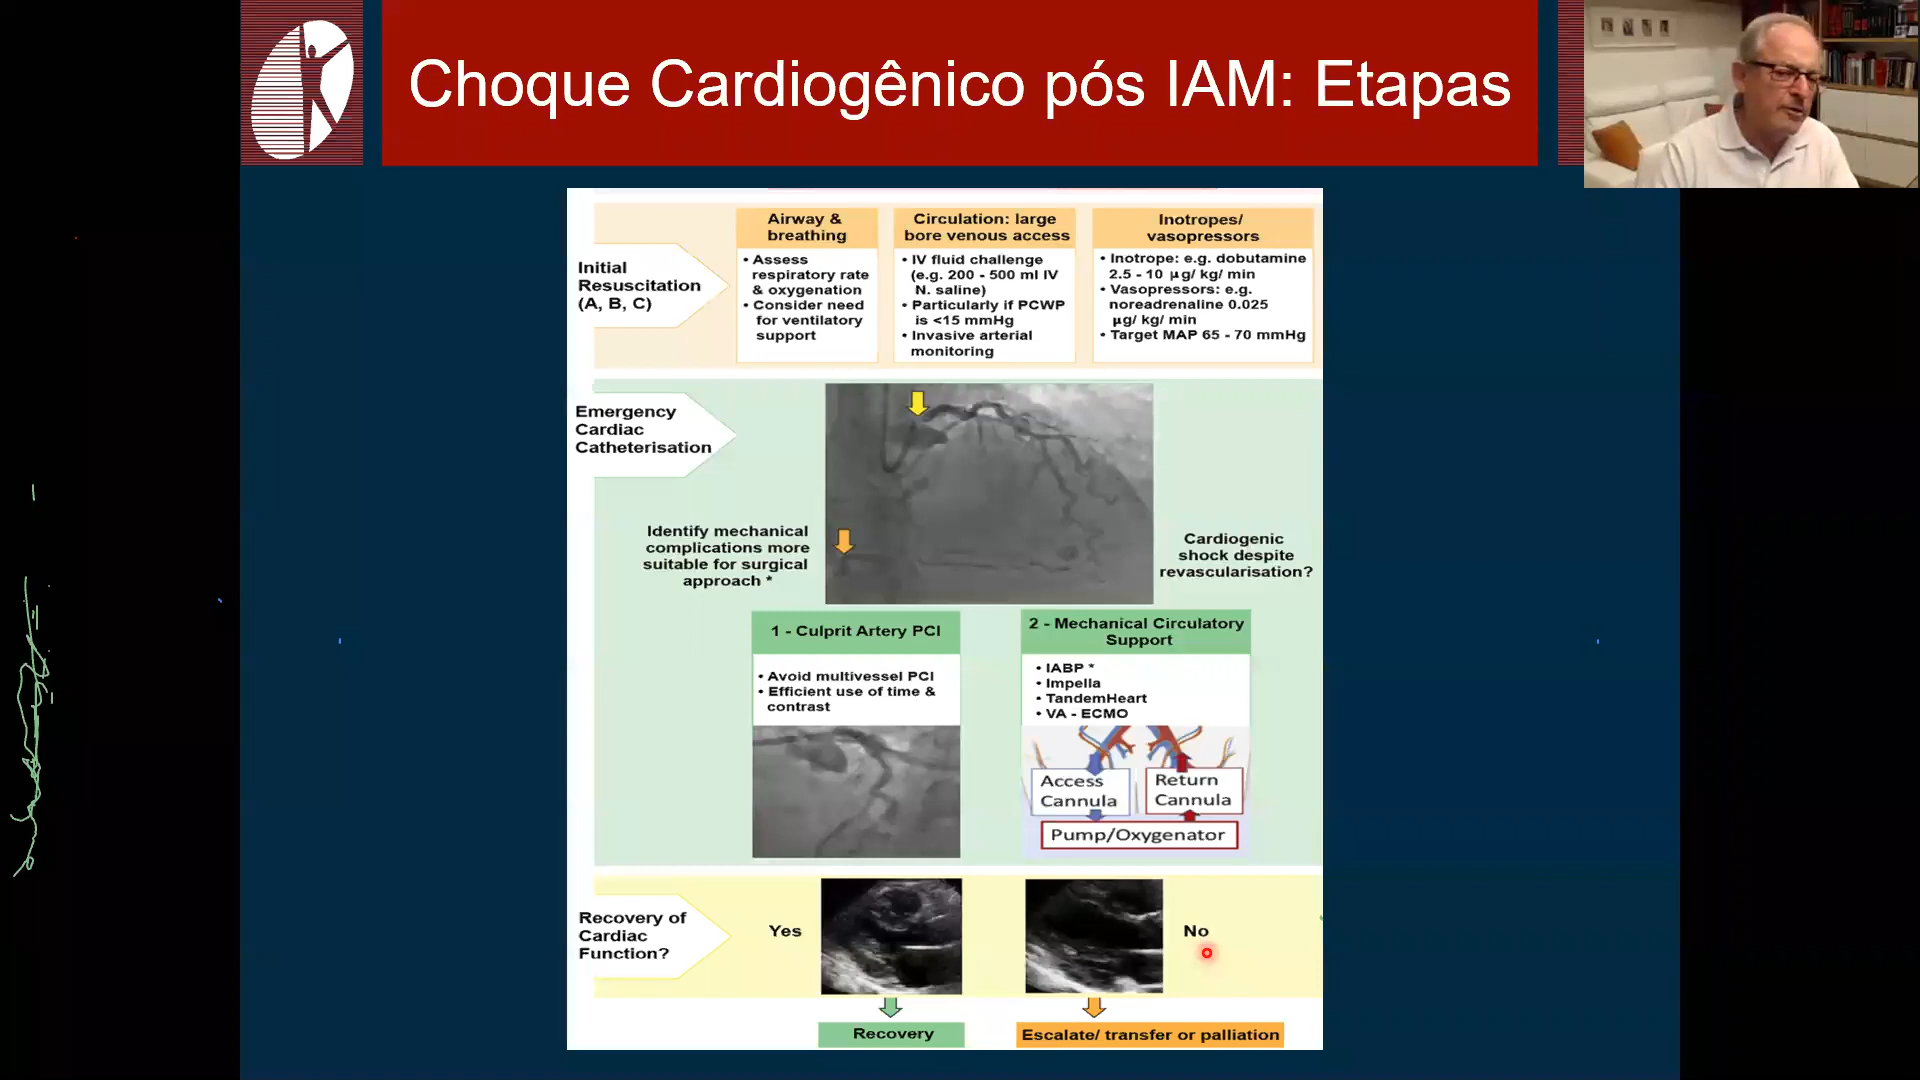 Choque Cardiogênico pós IAM: Etapas
Initial
Resuscitation
(A, B, C)
Airway &
breathing
• Assess
respiratory rate
& oxygenation
• Consider need
for ventilatory
support
Circulation: large
bore venous access
• IV fluid challenge
(e.g. 200 - 500 ml IV
N. saline)
• Particularly if PCWP
is <15 mmHg
• Invasive arterial
monitoring
Inotropes/
vasopressors
• Inotrope: e.g. dobutamine
2.5 - 10 µg/ kg/ min
• Vasopressors: e.g.
noreadrenaline 0.025
µg/ kg/ min
• Target MAP 65 - 70 mmHg
Emergency
Cardiac
Catheterisation
Identify mechanical
complications more
suitable for surgical
approach *
Cardiogenic
shock despite
revascularisation?
1 - Culprit Artery PCI
• Avoid multivessel PCI
• Efficient use of time &
contrast
2 - Mechanical Circulatory
Support
• IABP *
• Impella
• TandemHeart
• VA - ECMO
Access
Cannula
Return
Cannula
Pump/Oxygenator
Recovery of
Cardiac
Function?
Yes
No
Recovery
Escalate/ transfer or palliation